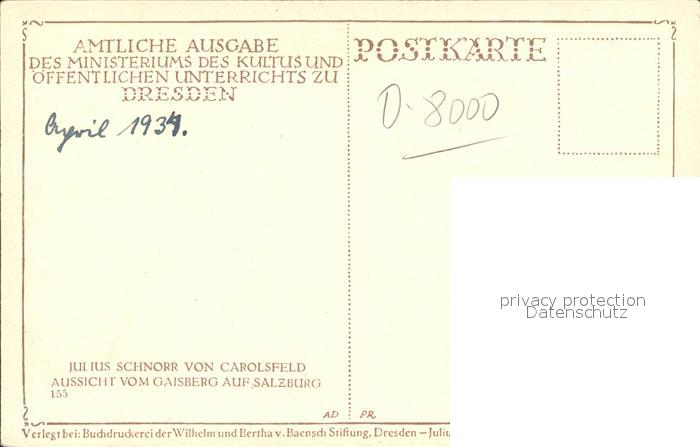 AMTLICHE AUSGABE
DES MINISTERIUMS DES KULTUS UND
ÖFFENTLICHEN UNTERRICHTS ZU
DRESDEN
April 1934.
POSTKARTE
D-8000
privacy protection
Datenschutz
JULIUS SCHNORR VON CAROLSFELD
AUSSICHT VOM GAISBERG AUF SALZBURG
155
AD PR
Verlegt bei: Buchdruckerei der Wilhelm und Bertha v. Baensch Stiftung, Dresden – Juliu